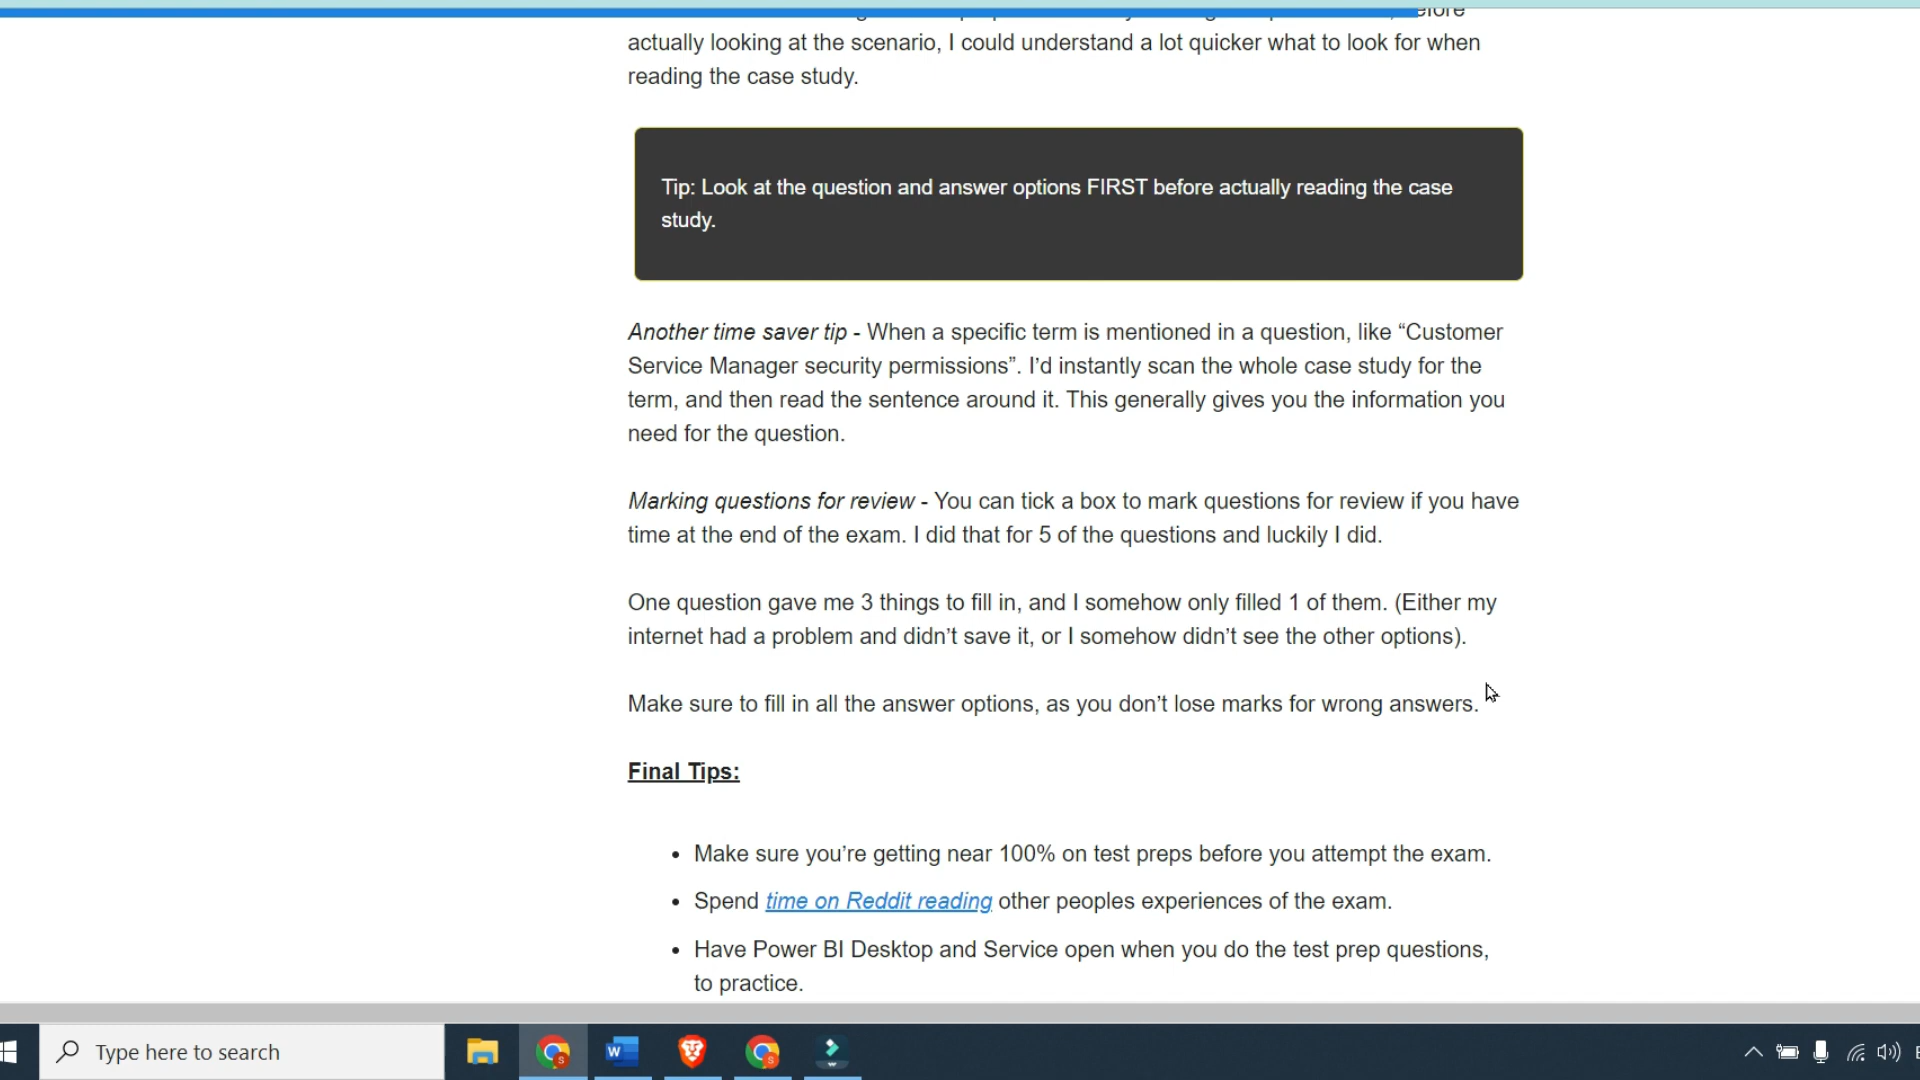 actually looking at the scenario, I could understand a lot quicker what to look for when
reading the case study.
Tip: Look at the question and answer options FIRST before actually reading the case
study.
Another time saver tip - When a specific term is mentioned in a question, like “Customer
Service Manager security permissions”. I’d instantly scan the whole case study for the
term, and then read the sentence around it. This generally gives you the information you
need for the question.
Marking questions for review - You can tick a box to mark questions for review if you have
time at the end of the exam. I did that for 5 of the questions and luckily I did.
One question gave me 3 things to fill in, and I somehow only filled 1 of them. (Either my
internet had a problem and didn’t save it, or I somehow didn’t see the other options).
Make sure to fill in all the answer options, as you don’t lose marks for wrong answers.
Final Tips:
• Make sure you’re getting near 100% on test preps before you attempt the exam.
• Spend time on Reddit reading other peoples experiences of the exam.
• Have Power BI Desktop and Service open when you do the test prep questions,
to practice.
Type here to search